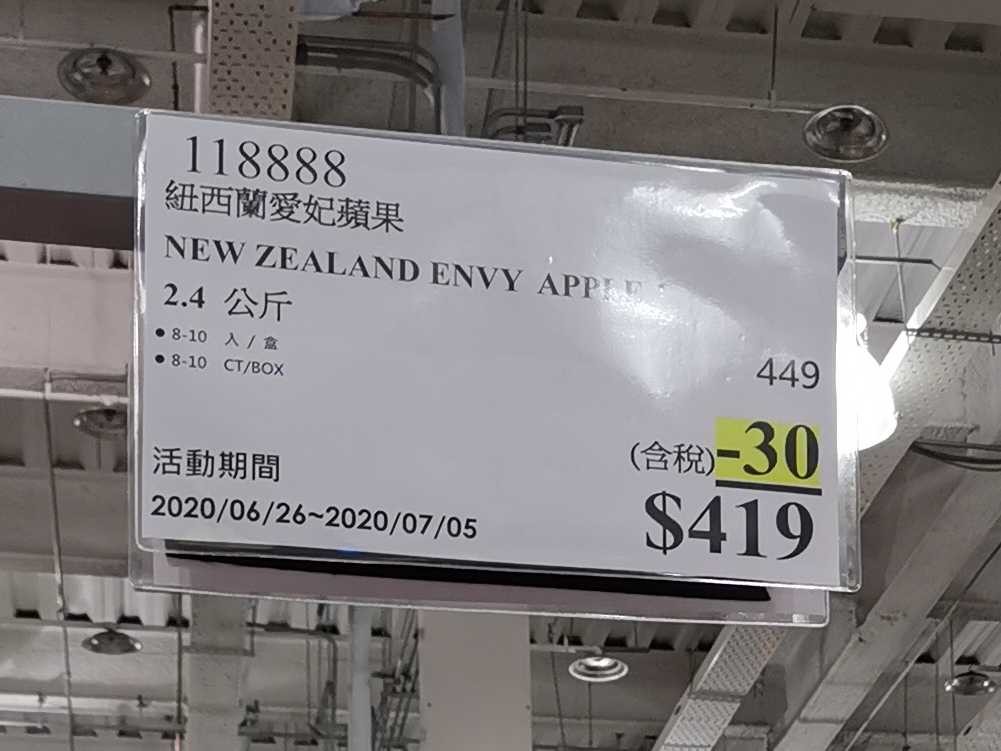 118888
紐西蘭愛妃蘋果
NEW ZEALAND ENVY APPLE
2.4 公斤
● 8-10 入 / 盒
● 8-10 CT/BOX
449
(含稅)-30
$419
活動期間
2020/06/26~2020/07/05